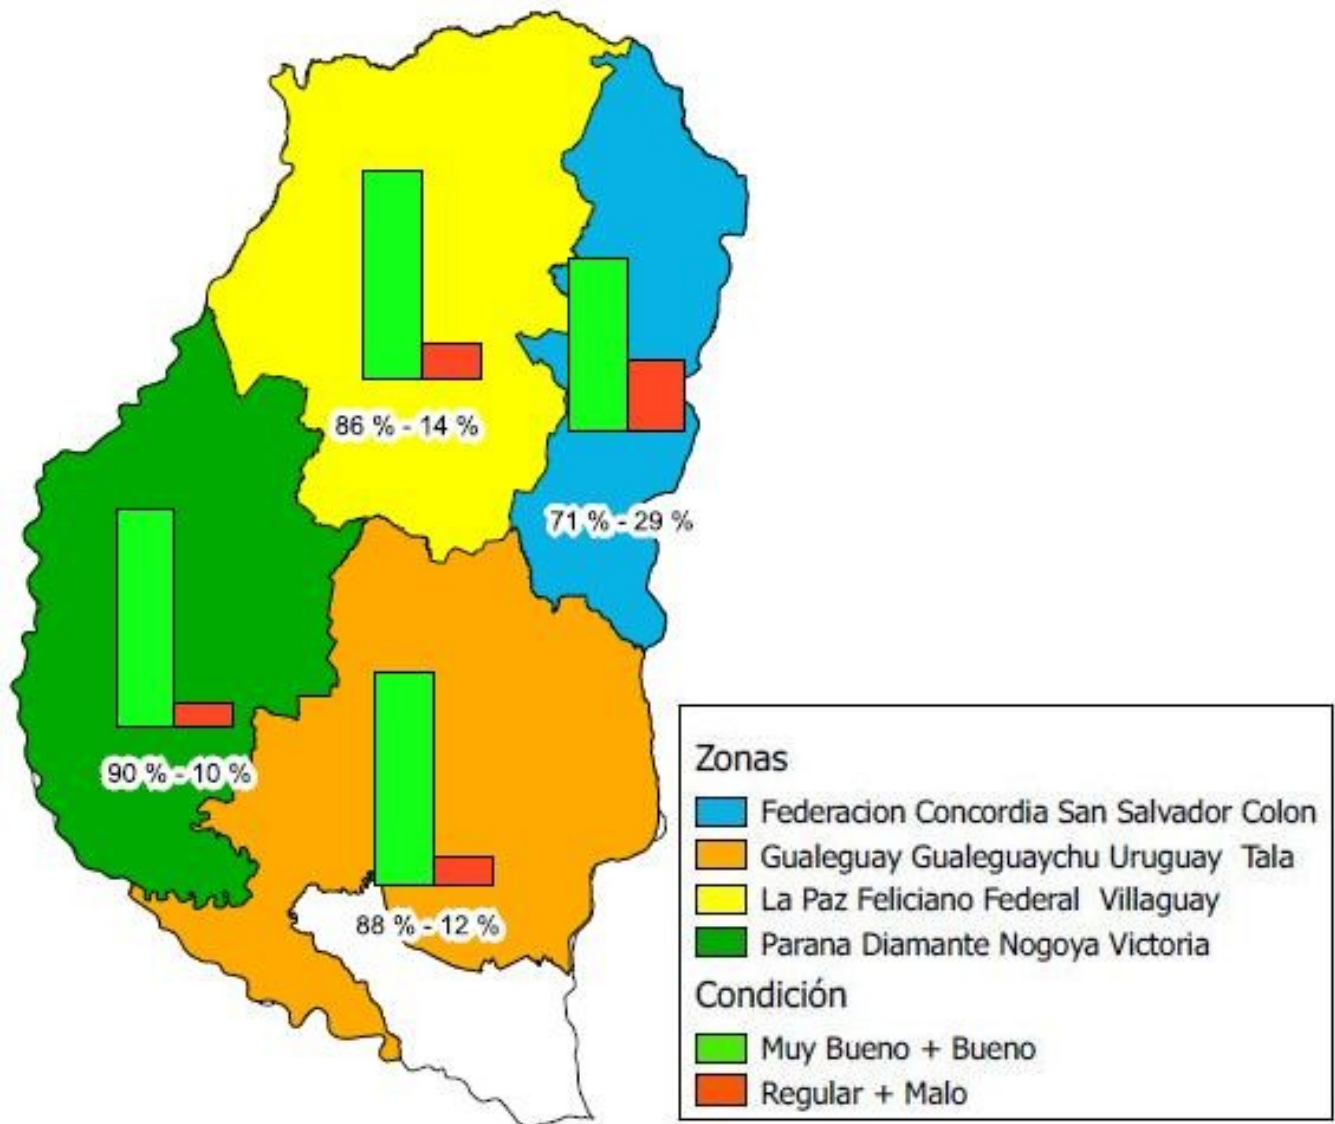 86 % - 14 %
71 % - 29 %
90 % - 10 %
88 % - 12 %
Zonas
Federacion Concordia San Salvador Colon
Gualeguay Gualeguaychu Uruguay  Tala
La Paz Feliciano Federal  Villaguay
Parana Diamante Nogoya Victoria
Condición
Muy Bueno + Bueno
Regular + Malo